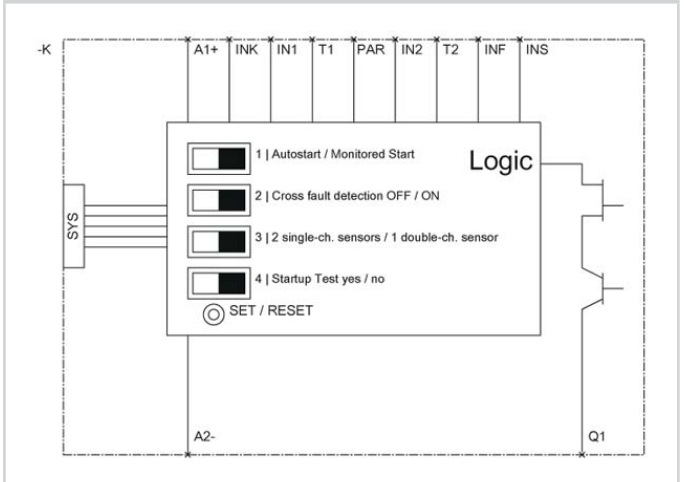 -K
A1+ INK IN1 T1 PAR IN2 T2 INF INS
1 | Autostart / Monitored Start
Logic
2 | Cross fault detection OFF / ON
SYS
3 | 2 single-ch. sensors / 1 double-ch. sensor
4 | Startup Test yes / no
SET / RESET
A2-
Q1